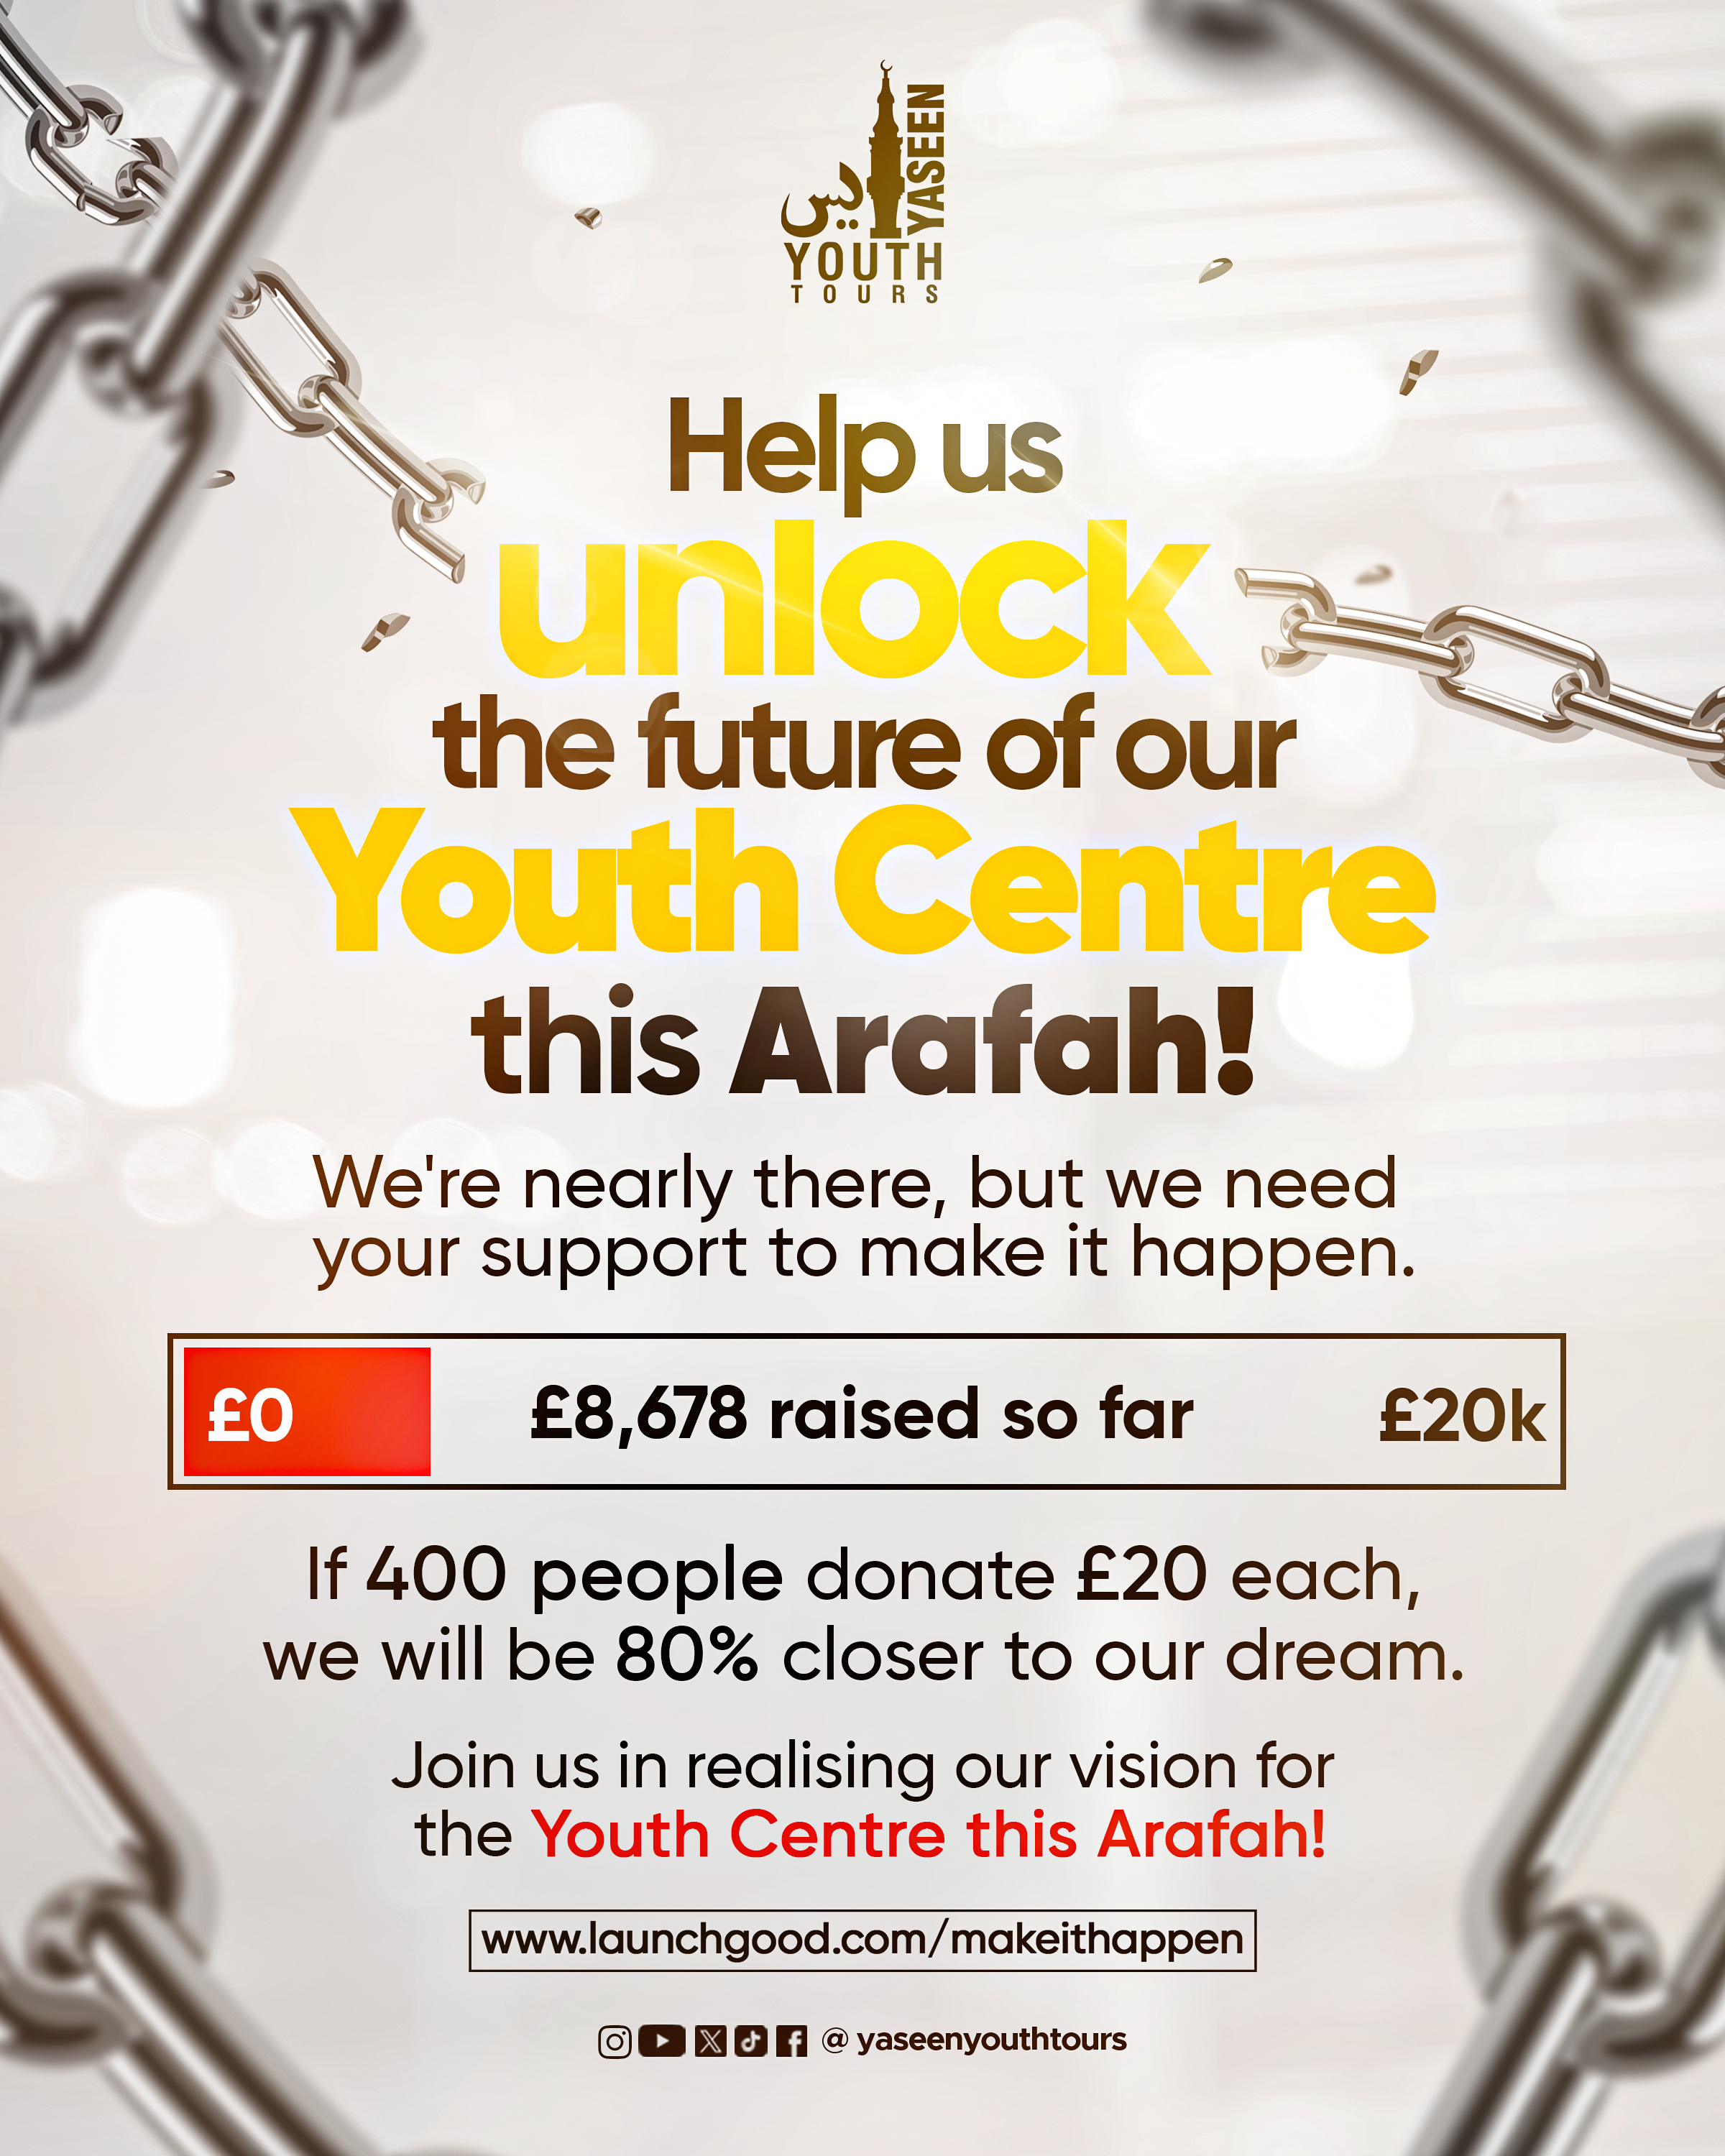 يس
YASEEN
YOUTH
TOURS
Help us
unlock
the future of our
Youth Centre
this Arafah!
We're nearly there, but we need
your support to make it happen.
£0 £8,678 raised so far £20k
If 400 people donate £20 each,
we will be 80% closer to our dream.
Join us in realising our vision for
the Youth Centre this Arafah!
www.launchgood.com/makeithappen
@ yaseenyouthtours